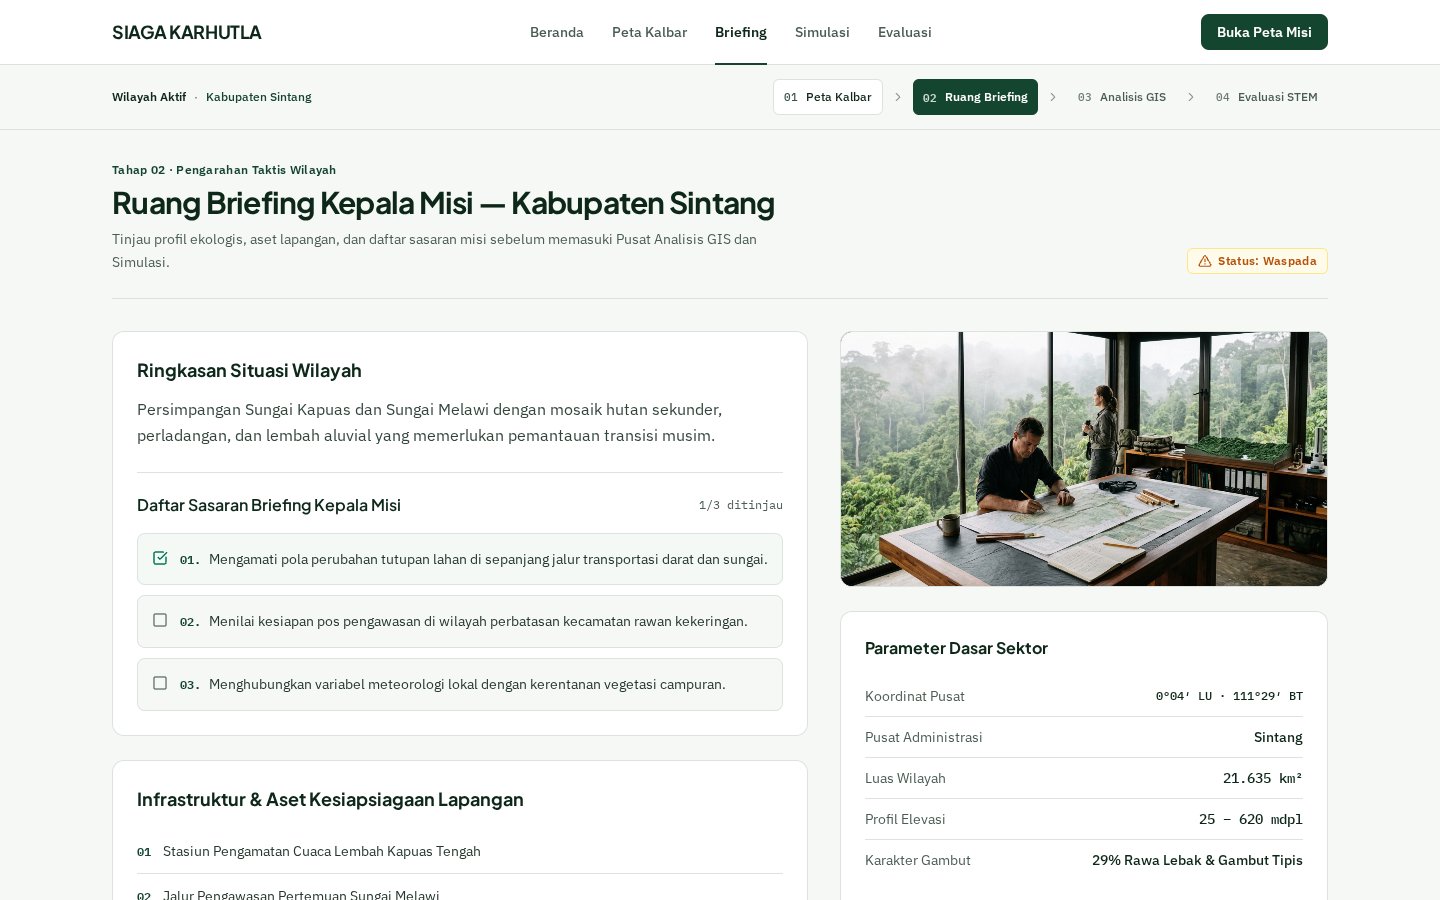 SIAGA KARHUTLA
Beranda
Peta Kalbar
Briefing
Simulasi
Evaluasi
Buka Peta Misi
Wilayah Aktif · Kabupaten Sintang
01 Peta Kalbar
02 Ruang Briefing
03 Analisis GIS
04 Evaluasi STEM
Tahap 02 · Pengarahan Taktis Wilayah
Ruang Briefing Kepala Misi — Kabupaten Sintang
Tinjau profil ekologis, aset lapangan, dan daftar sasaran misi sebelum memasuki Pusat Analisis GIS dan
Simulasi.
Status: Waspada
Ringkasan Situasi Wilayah
Persimpangan Sungai Kapuas dan Sungai Melawi dengan mosaik hutan sekunder,
perladangan, dan lembah aluvial yang memerlukan pemantauan transisi musim.
Daftar Sasaran Briefing Kepala Misi
1/3 ditinjau
01. Mengamati pola perubahan tutupan lahan di sepanjang jalur transportasi darat dan sungai.
02. Menilai kesiapan pos pengawasan di wilayah perbatasan kecamatan rawan kekeringan.
03. Menghubungkan variabel meteorologi lokal dengan kerentanan vegetasi campuran.
Infrastruktur & Aset Kesiapsiagaan Lapangan
01 Stasiun Pengamatan Cuaca Lembah Kapuas Tengah
02 Jalur Pengawasan Pertemuan Sungai Melawi
Parameter Dasar Sektor
Koordinat Pusat 0°04′ LU · 111°29′ BT
Pusat Administrasi Sintang
Luas Wilayah 21.635 km²
Profil Elevasi 25 – 620 mdpl
Karakter Gambut 29% Rawa Lebak & Gambut Tipis